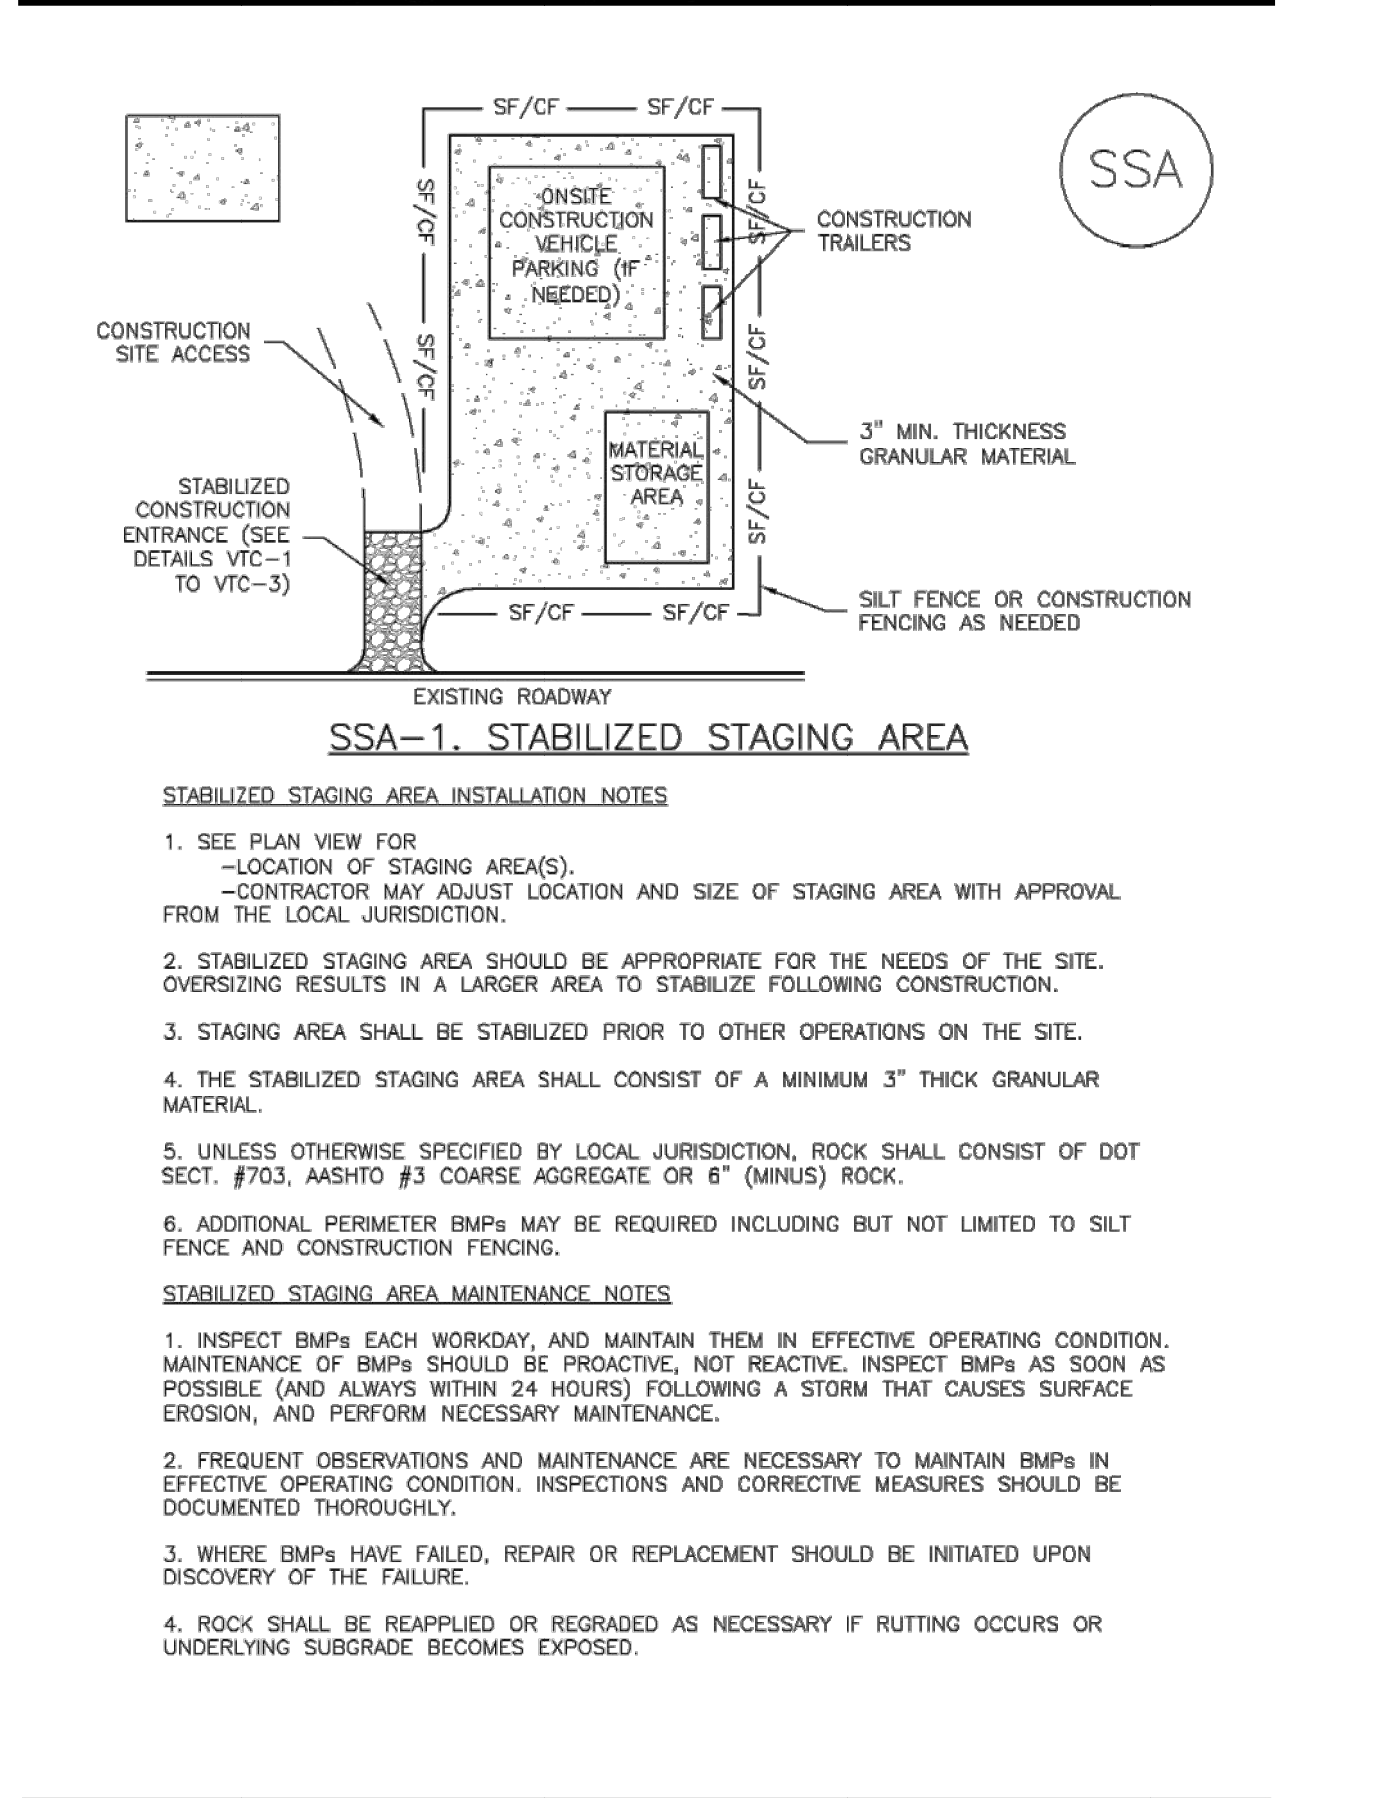 SF/CF SF/CF
SSA
SF/CF
SF/CF
ONSITE
CONSTRUCTION
VEHICLE
PARKING (IF
NEEDED)
CONSTRUCTION
TRAILERS
CONSTRUCTION
SITE ACCESS
SF/CF
SF/CF
3" MIN. THICKNESS
GRANULAR MATERIAL
MATERIAL
STORAGE
AREA
STABILIZED
CONSTRUCTION
ENTRANCE (SEE
DETAILS VTC-1
TO VTC-3)
SF/CF
SF/CF SF/CF
SILT FENCE OR CONSTRUCTION
FENCING AS NEEDED
EXISTING ROADWAY
SSA-1. STABILIZED STAGING AREA
STABILIZED STAGING AREA INSTALLATION NOTES
1. SEE PLAN VIEW FOR
-LOCATION OF STAGING AREA(S).
-CONTRACTOR MAY ADJUST LOCATION AND SIZE OF STAGING AREA WITH APPROVAL
FROM THE LOCAL JURISDICTION.
2. STABILIZED STAGING AREA SHOULD BE APPROPRIATE FOR THE NEEDS OF THE SITE.
OVERSIZING RESULTS IN A LARGER AREA TO STABILIZE FOLLOWING CONSTRUCTION.
3. STAGING AREA SHALL BE STABILIZED PRIOR TO OTHER OPERATIONS ON THE SITE.
4. THE STABILIZED STAGING AREA SHALL CONSIST OF A MINIMUM 3" THICK GRANULAR
MATERIAL.
5. UNLESS OTHERWISE SPECIFIED BY LOCAL JURISDICTION, ROCK SHALL CONSIST OF DOT
SECT. #703, AASHTO #3 COARSE AGGREGATE OR 6" (MINUS) ROCK.
6. ADDITIONAL PERIMETER BMPs MAY BE REQUIRED INCLUDING BUT NOT LIMITED TO SILT
FENCE AND CONSTRUCTION FENCING.
STABILIZED STAGING AREA MAINTENANCE NOTES
1. INSPECT BMPs EACH WORKDAY, AND MAINTAIN THEM IN EFFECTIVE OPERATING CONDITION.
MAINTENANCE OF BMPs SHOULD BE PROACTIVE, NOT REACTIVE. INSPECT BMPs AS SOON AS
POSSIBLE (AND ALWAYS WITHIN 24 HOURS) FOLLOWING A STORM THAT CAUSES SURFACE
EROSION, AND PERFORM NECESSARY MAINTENANCE.
2. FREQUENT OBSERVATIONS AND MAINTENANCE ARE NECESSARY TO MAINTAIN BMPs IN
EFFECTIVE OPERATING CONDITION. INSPECTIONS AND CORRECTIVE MEASURES SHOULD BE
DOCUMENTED THOROUGHLY.
3. WHERE BMPs HAVE FAILED, REPAIR OR REPLACEMENT SHOULD BE INITIATED UPON
DISCOVERY OF THE FAILURE.
4. ROCK SHALL BE REAPPLIED OR REGRADED AS NECESSARY IF RUTTING OCCURS OR
UNDERLYING SUBGRADE BECOMES EXPOSED.